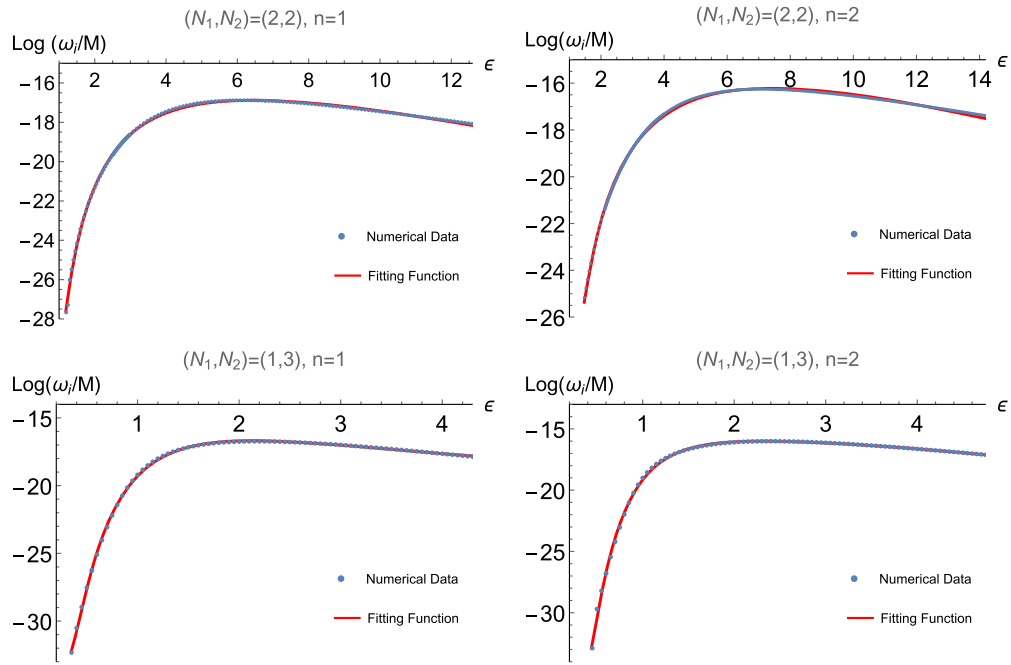 (N₁,N₂)=(2,2), n=1
Log (ωᵢ/M)
ϵ
2 4 6 8 10 12
−16
−18
−20
−22
−24
−26
−28
Numerical Data
Fitting Function
(N₁,N₂)=(2,2), n=2
Log(ωᵢ/M)
ϵ
2 4 6 8 10 12 14
−16
−18
−20
−22
−24
−26
Numerical Data
Fitting Function
(N₁,N₂)=(1,3), n=1
Log(ωᵢ/M)
ϵ
1 2 3 4
−15
−20
−25
−30
Numerical Data
Fitting Function
(N₁,N₂)=(1,3), n=2
Log(ωᵢ/M)
ϵ
1 2 3 4
−15
−20
−25
−30
Numerical Data
Fitting Function